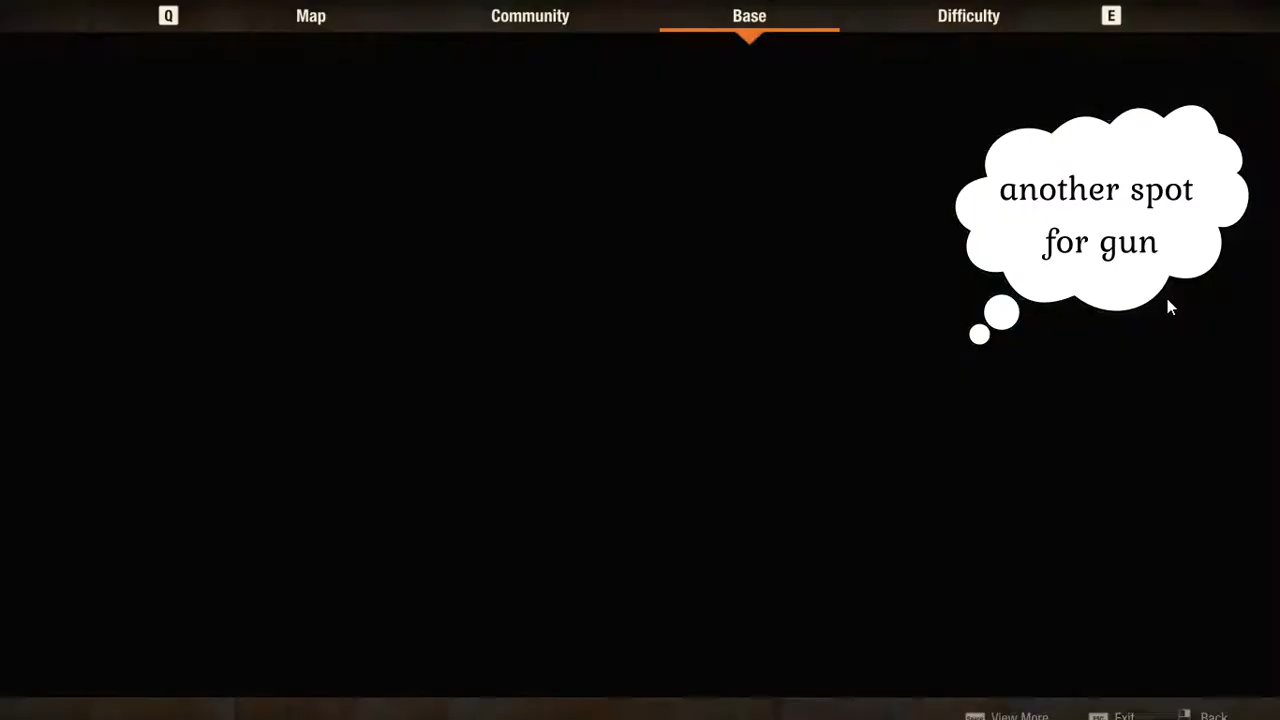 Q Map Community Base Difficulty E
another spot
for gun
View More Exit Back